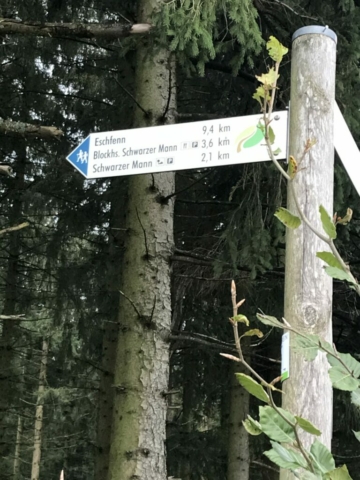 Eschfenn 9,4 km
Blockhs. Schwarzer Mann P 3,6 km
Schwarzer Mann P 2,1 km